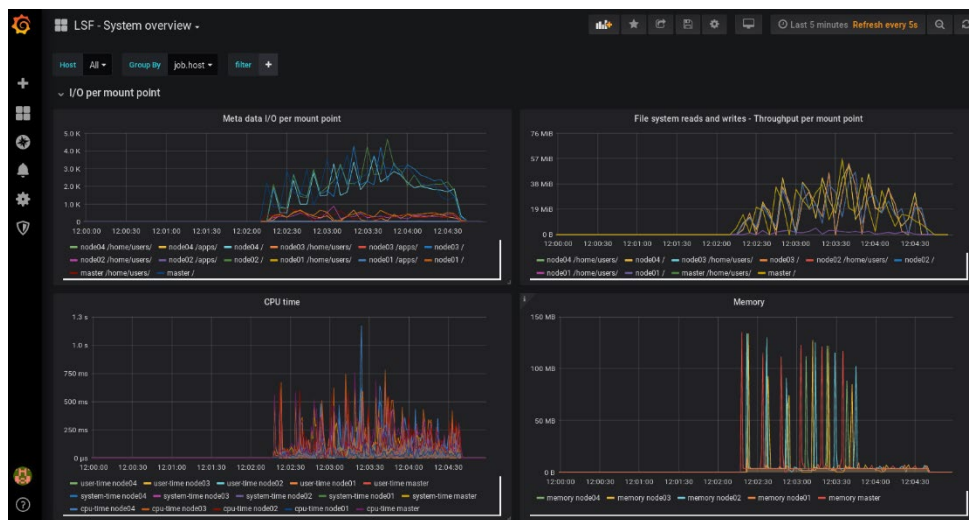 LSF - System overview
Last 5 minutes Refresh every 5s
Host All Group By job.host filter +
I/O per mount point
Meta data I/O per mount point
5.0 K
4.0 K
3.0 K
2.0 K
1.0 K
0
12:00:00 12:00:30 12:01:00 12:01:30 12:02:00 12:02:30 12:03:00 12:03:30 12:04:00 12:04:30
node04 /home/users/ node04 /apps/ node04 / node03 /home/users/ node03 /apps/ node03 /
node02 /home/users/ node02 /apps/ node02 / node01 /home/users/ node01 /apps/ node01 /
master /home/users/ master /
File system reads and writes - Throughput per mount point
76 MiB
57 MiB
38 MiB
19 MiB
0 B
12:00:00 12:00:30 12:01:00 12:01:30 12:02:00 12:02:30 12:03:00 12:03:30 12:04:00 12:04:30
node04 /home/users/ node04 / node03 /home/users/ node03 / node02 /home/users/ node02 /
node01 /home/users/ node01 / master /home/users/ master /
CPU time
1.3 s
1.0 s
750 ms
500 ms
250 ms
0 µs
12:00:00 12:00:30 12:01:00 12:01:30 12:02:00 12:02:30 12:03:00 12:03:30 12:04:00 12:04:30
user-time node04 user-time node03 user-time node02 user-time node01 user-time master
system-time node04 system-time node03 system-time node02 system-time node01 system-time master
cpu-time node04 cpu-time node03 cpu-time node02 cpu-time node01 cpu-time master
Memory
150 MB
100 MB
50 MB
0 B
12:00:00 12:00:30 12:01:00 12:01:30 12:02:00 12:02:30 12:03:00 12:03:30 12:04:00 12:04:30
memory node04 memory node03 memory node02 memory node01 memory master